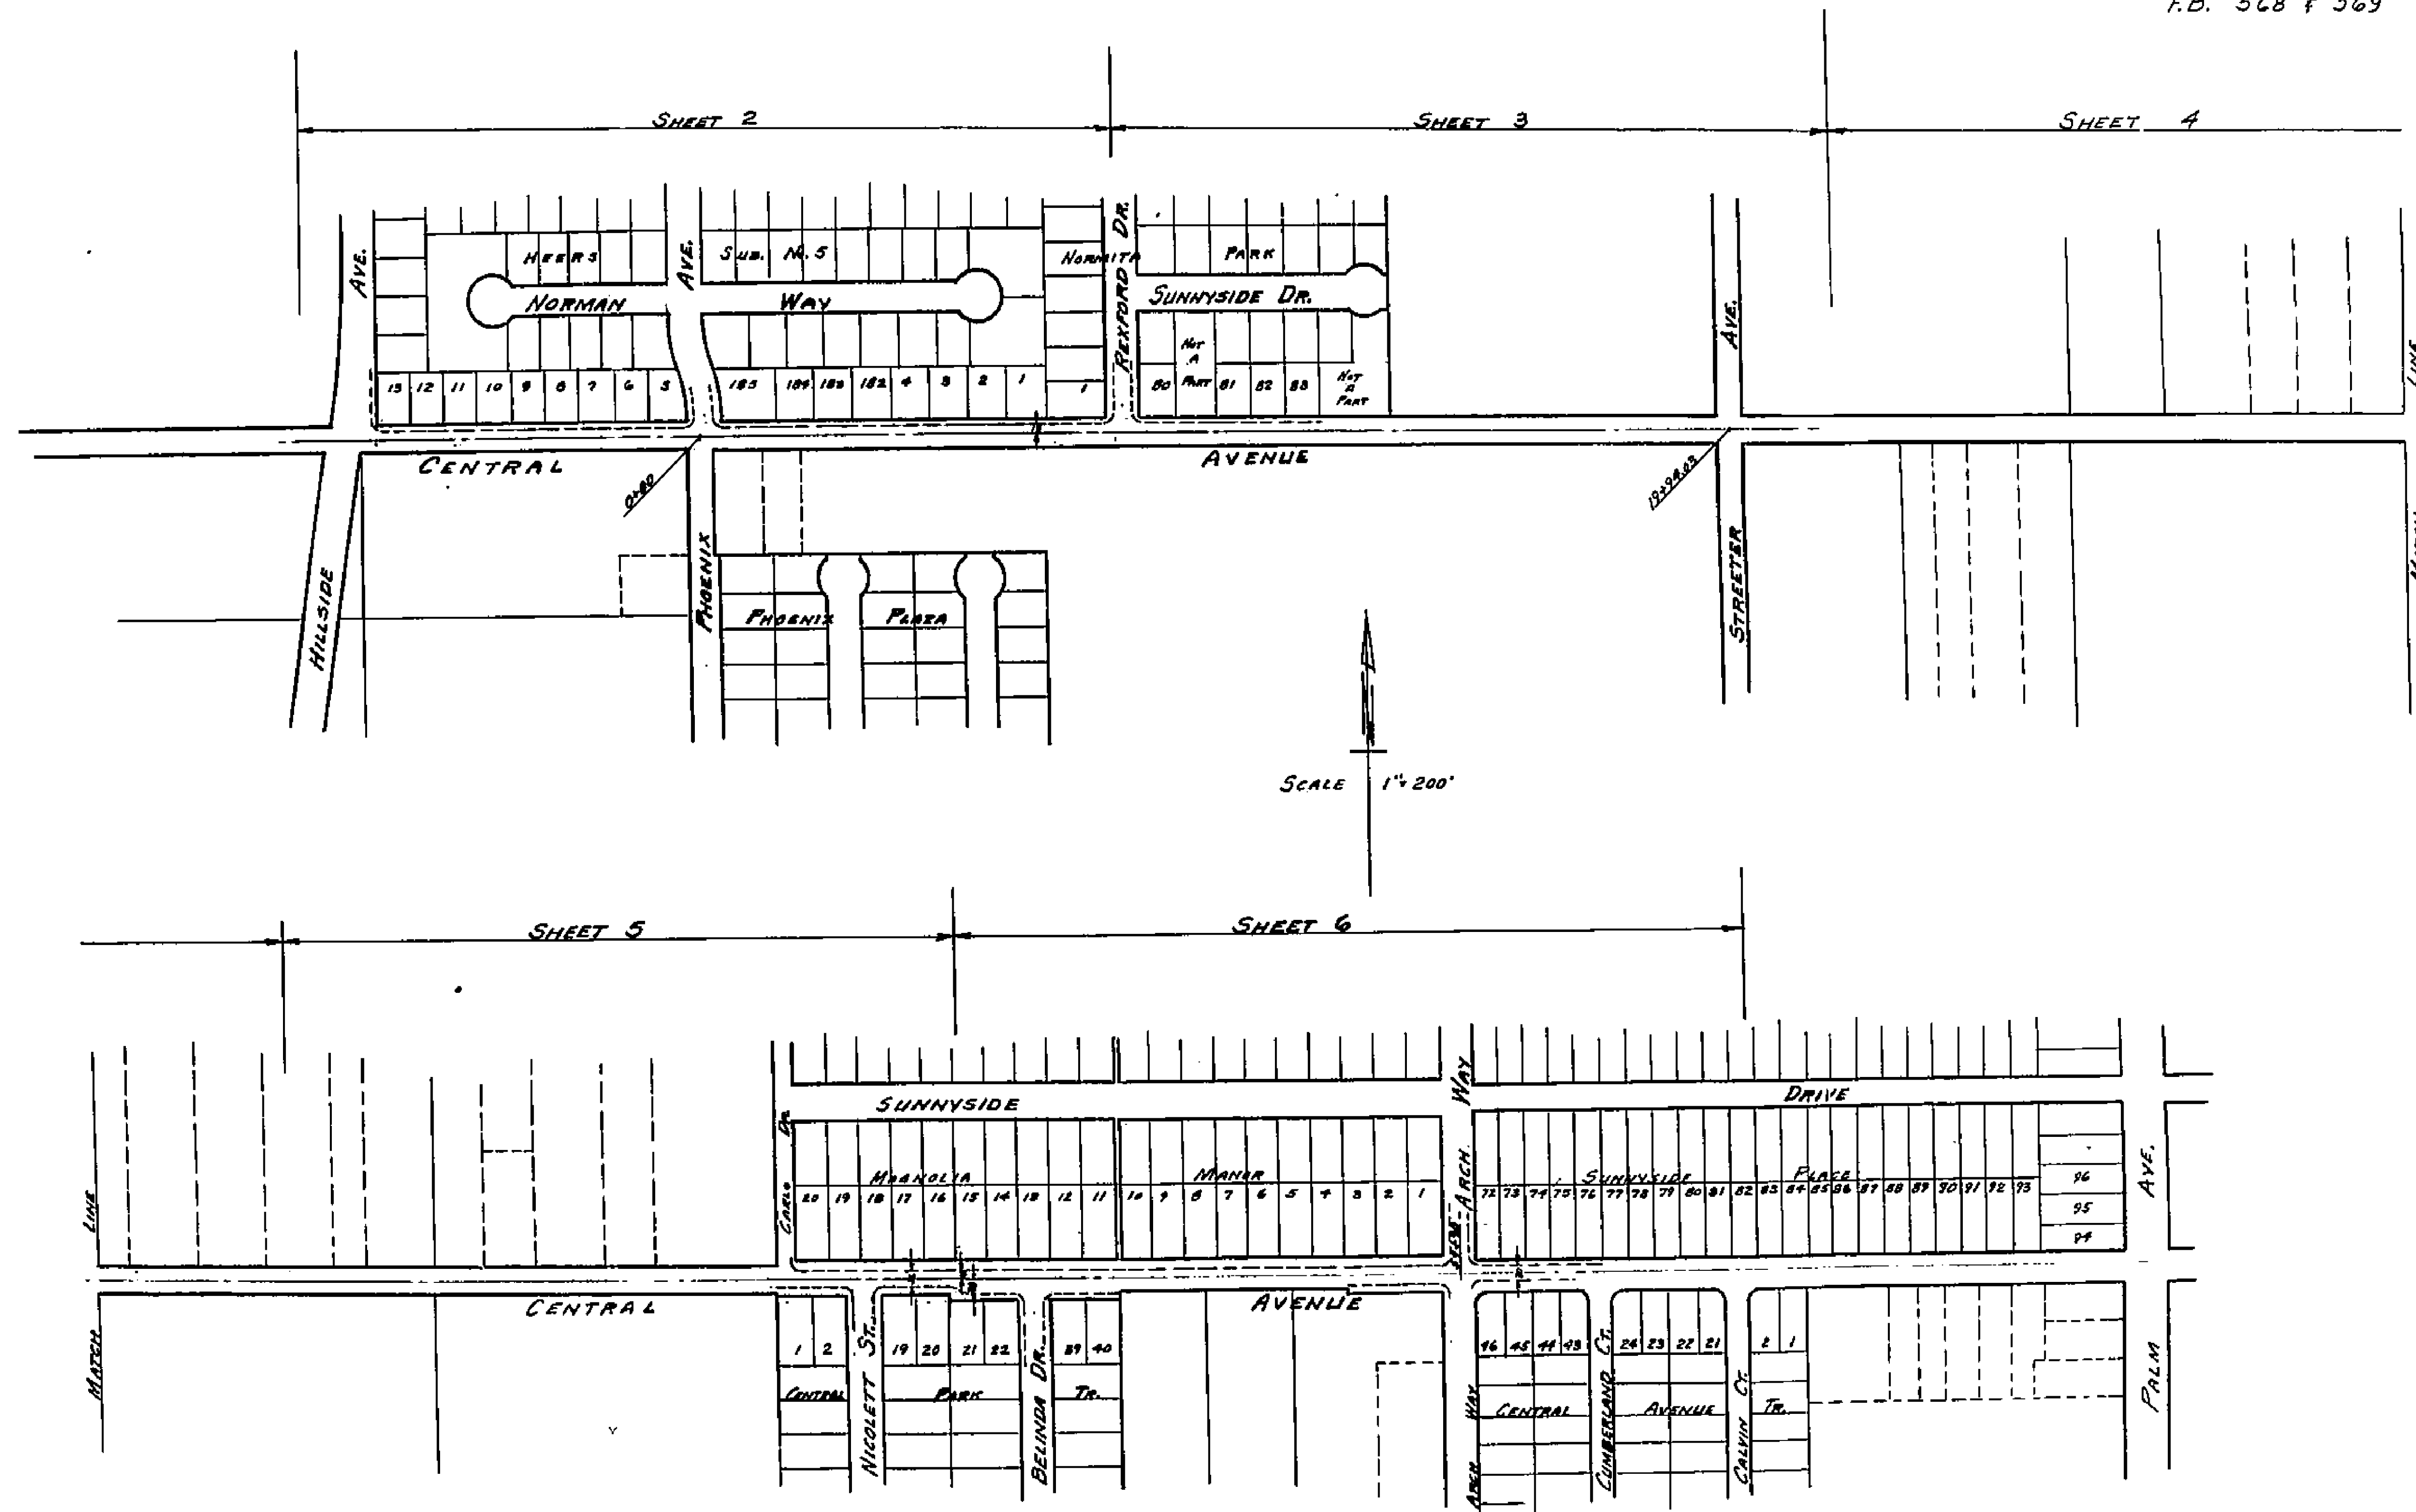 F.B. 568 & 569
SHEET 2
SHEET 3
SHEET 4
AVE.
HEERS
AVE.
SUB. No. 5
NORMITA
REXFORD DR.
PARK
NORMAN
WAY
SUNNYSIDE DR.
AVE.
LINE
13 12 11 10 9 8 7 6 5
185 184 183 182 4 3 2 1
1
80
NOT
A
PART
81 82 83
NOT
A
PART
CENTRAL
AVENUE
0+00
19+94.03
HILLSIDE
PHOENIX
PHOENIX
PLAZA
STREETER
SCALE 1"= 200'
SHEET 5
SHEET 6
SUNNYSIDE
WAY
DRIVE
CARLO DR.
MAGNOLIA
MANOR
ARCH
SUNNYSIDE
PLACE
20 19 18 17 16 15 14 13 12 11 10 9 8 7 6 5 4 3 2 1
72 73 74 75 76 77 78 79 80 81 82 83 84 85 86 87 88 89 90 91 92 93
96
95
94
AVE.
LINE
MATCH
CENTRAL
AVENUE
1 2
NICOLETT ST.
19 20 21 22
BELINDA DR.
39 40
CENTRAL
PARK
TR.
46 45 44 43
CUMBERLAND CT.
24 23 22 21
CALVIN CT.
2 1
ARCH WAY
CENTRAL
AVENUE
TR.
PALM